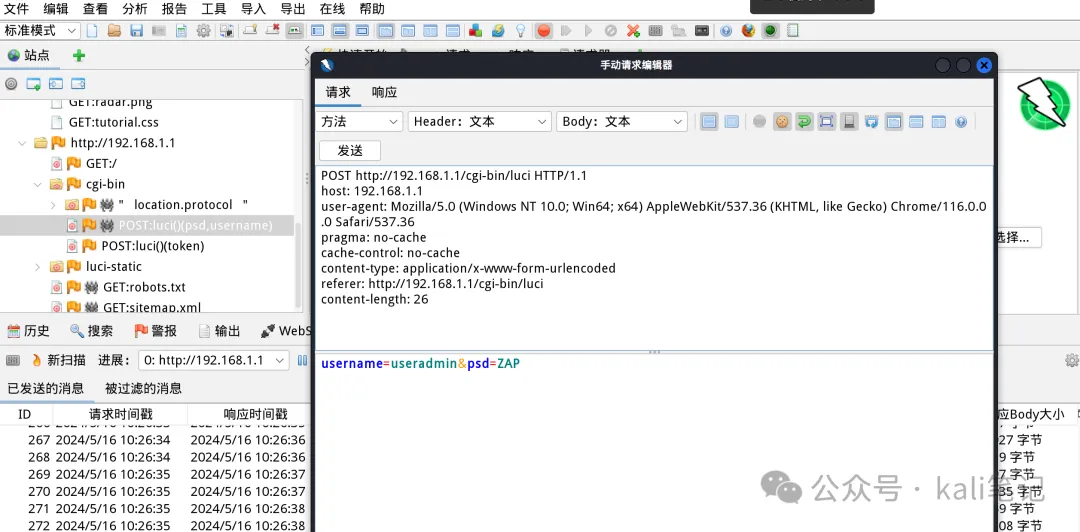 文件 编辑 查看 分析 报告 工具 导入 导出 在线 帮助
标准模式
站点
手动请求编辑器
请求 响应
方法 Header: 文本 Body: 文本
发送
GET:radar.png
GET:tutorial.css
http://192.168.1.1
GET:/
cgi-bin
" location.protocol "
POST:luci()(psd,username)
POST:luci()(token)
luci-static
GET:robots.txt
GET:sitemap.xml
POST http://192.168.1.1/cgi-bin/luci HTTP/1.1
host: 192.168.1.1
user-agent: Mozilla/5.0 (Windows NT 10.0; Win64; x64) AppleWebKit/537.36 (KHTML, like Gecko) Chrome/116.0.0
.0 Safari/537.36
pragma: no-cache
cache-control: no-cache
content-type: application/x-www-form-urlencoded
referer: http://192.168.1.1/cgi-bin/luci
content-length: 26
选择...
username=useradmin&psd=ZAP
历史 搜索 警报 输出 WebS
新扫描 进展: 0: http://192.168.1.1
已发送的消息 被过滤的消息
ID 请求时间戳 响应时间戳 应Body大小
267 2024/5/16 10:26:34 2024/5/16 10:26:36 27 字节
268 2024/5/16 10:26:34 2024/5/16 10:26:36 9 字节
269 2024/5/16 10:26:35 2024/5/16 10:26:37 7 字节
270 2024/5/16 10:26:35 2024/5/16 10:26:37 35 字节
271 2024/5/16 10:26:35 2024/5/16 10:26:38 9 字节
272 2024/5/16 10:26:35 2024/5/16 10:26:38 08 字节
公众号 · kali笔记